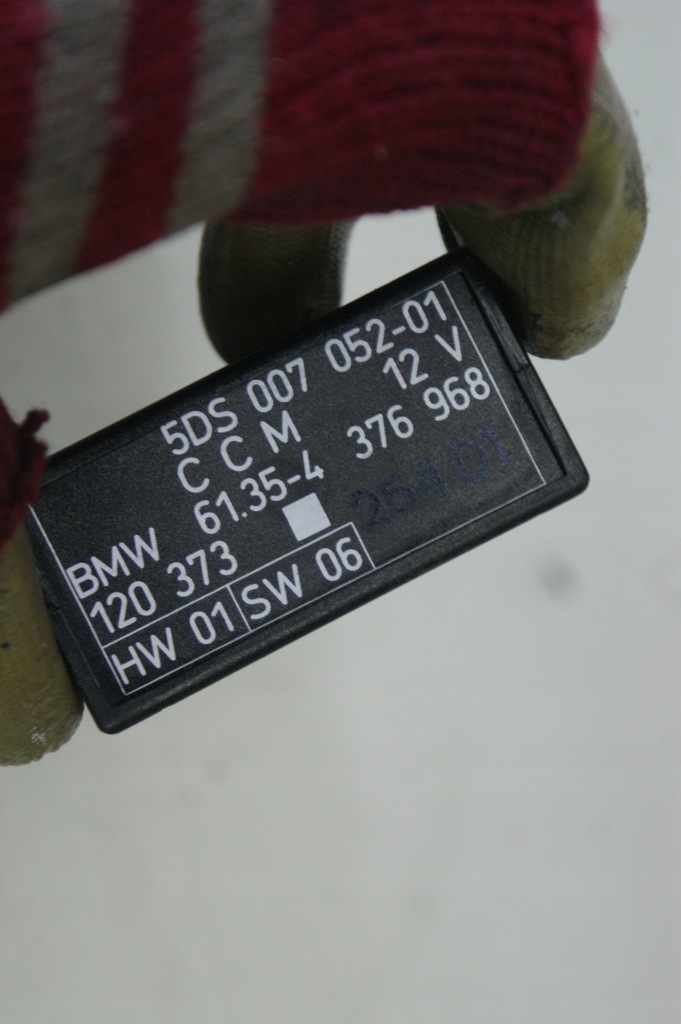 5DS 007 052-01
C C M 12 V
BMW 61.35-4 376 968
120 373
HW 01 SW 06